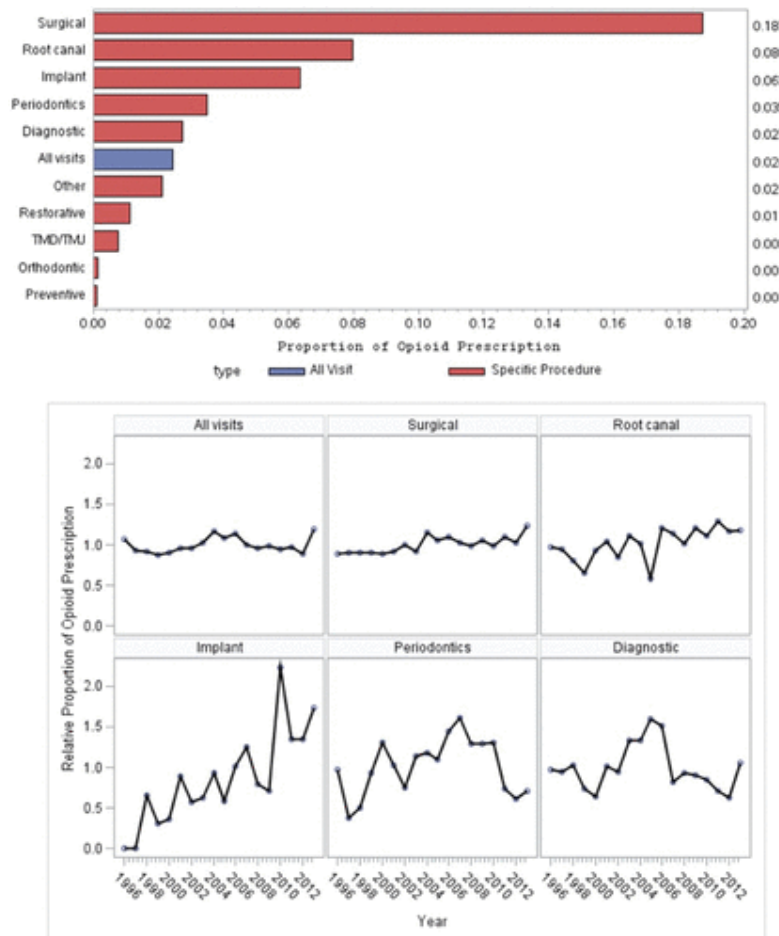 Surgical 0.18
Root canal 0.08
Implant 0.06
Periodontics 0.03
Diagnostic 0.02
All visits 0.02
Other 0.02
Restorative 0.01
TMD/TMJ 0.00
Orthodontic 0.00
Preventive 0.00
0.00 0.02 0.04 0.06 0.08 0.10 0.12 0.14 0.16 0.18 0.20
Proportion of Opioid Prescription
type All Visit Specific Procedure
All visits Surgical Root canal
2.0
1.5
1.0
0.5
0.0
Relative Proportion of Opioid Prescription
Implant Periodontics Diagnostic
2.0
1.5
1.0
0.5
0.0
1996 1998 2000 2002 2004 2006 2008 2010 2012 1996 1998 2000 2002 2004 2006 2008 2010 2012 1996 1998 2000 2002 2004 2006 2008 2010 2012
Year